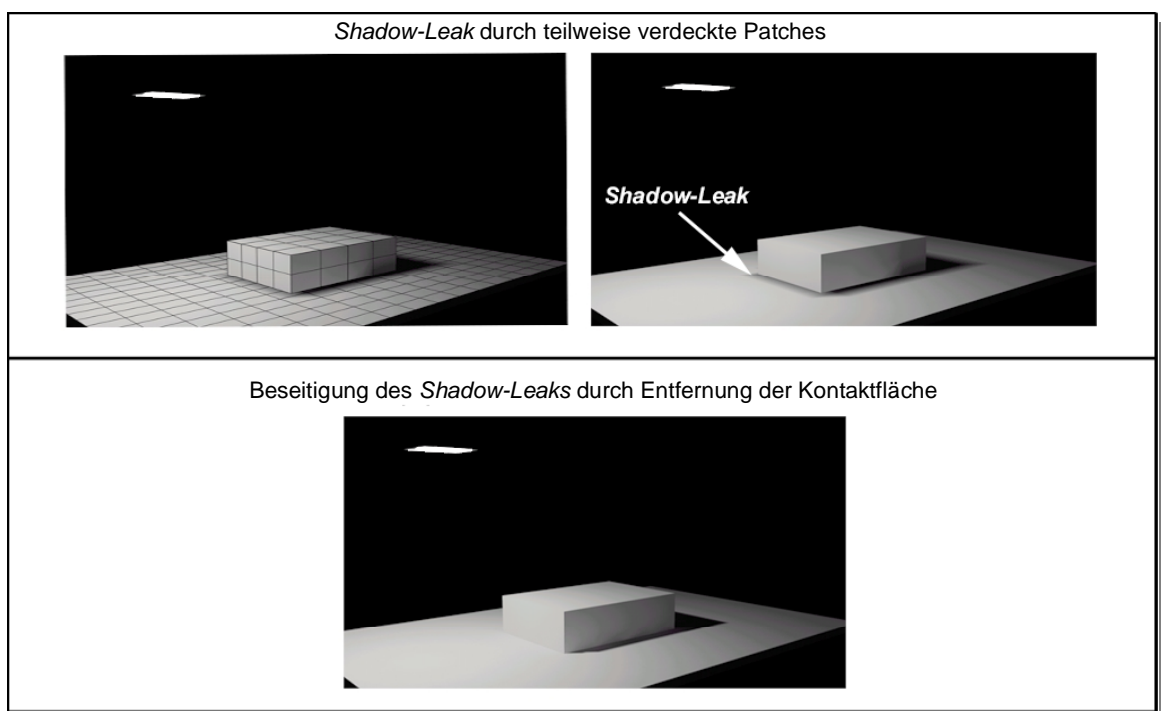 Shadow-Leak durch teilweise verdeckte Patches
Shadow-Leak
Beseitigung des Shadow-Leaks durch Entfernung der Kontaktfläche